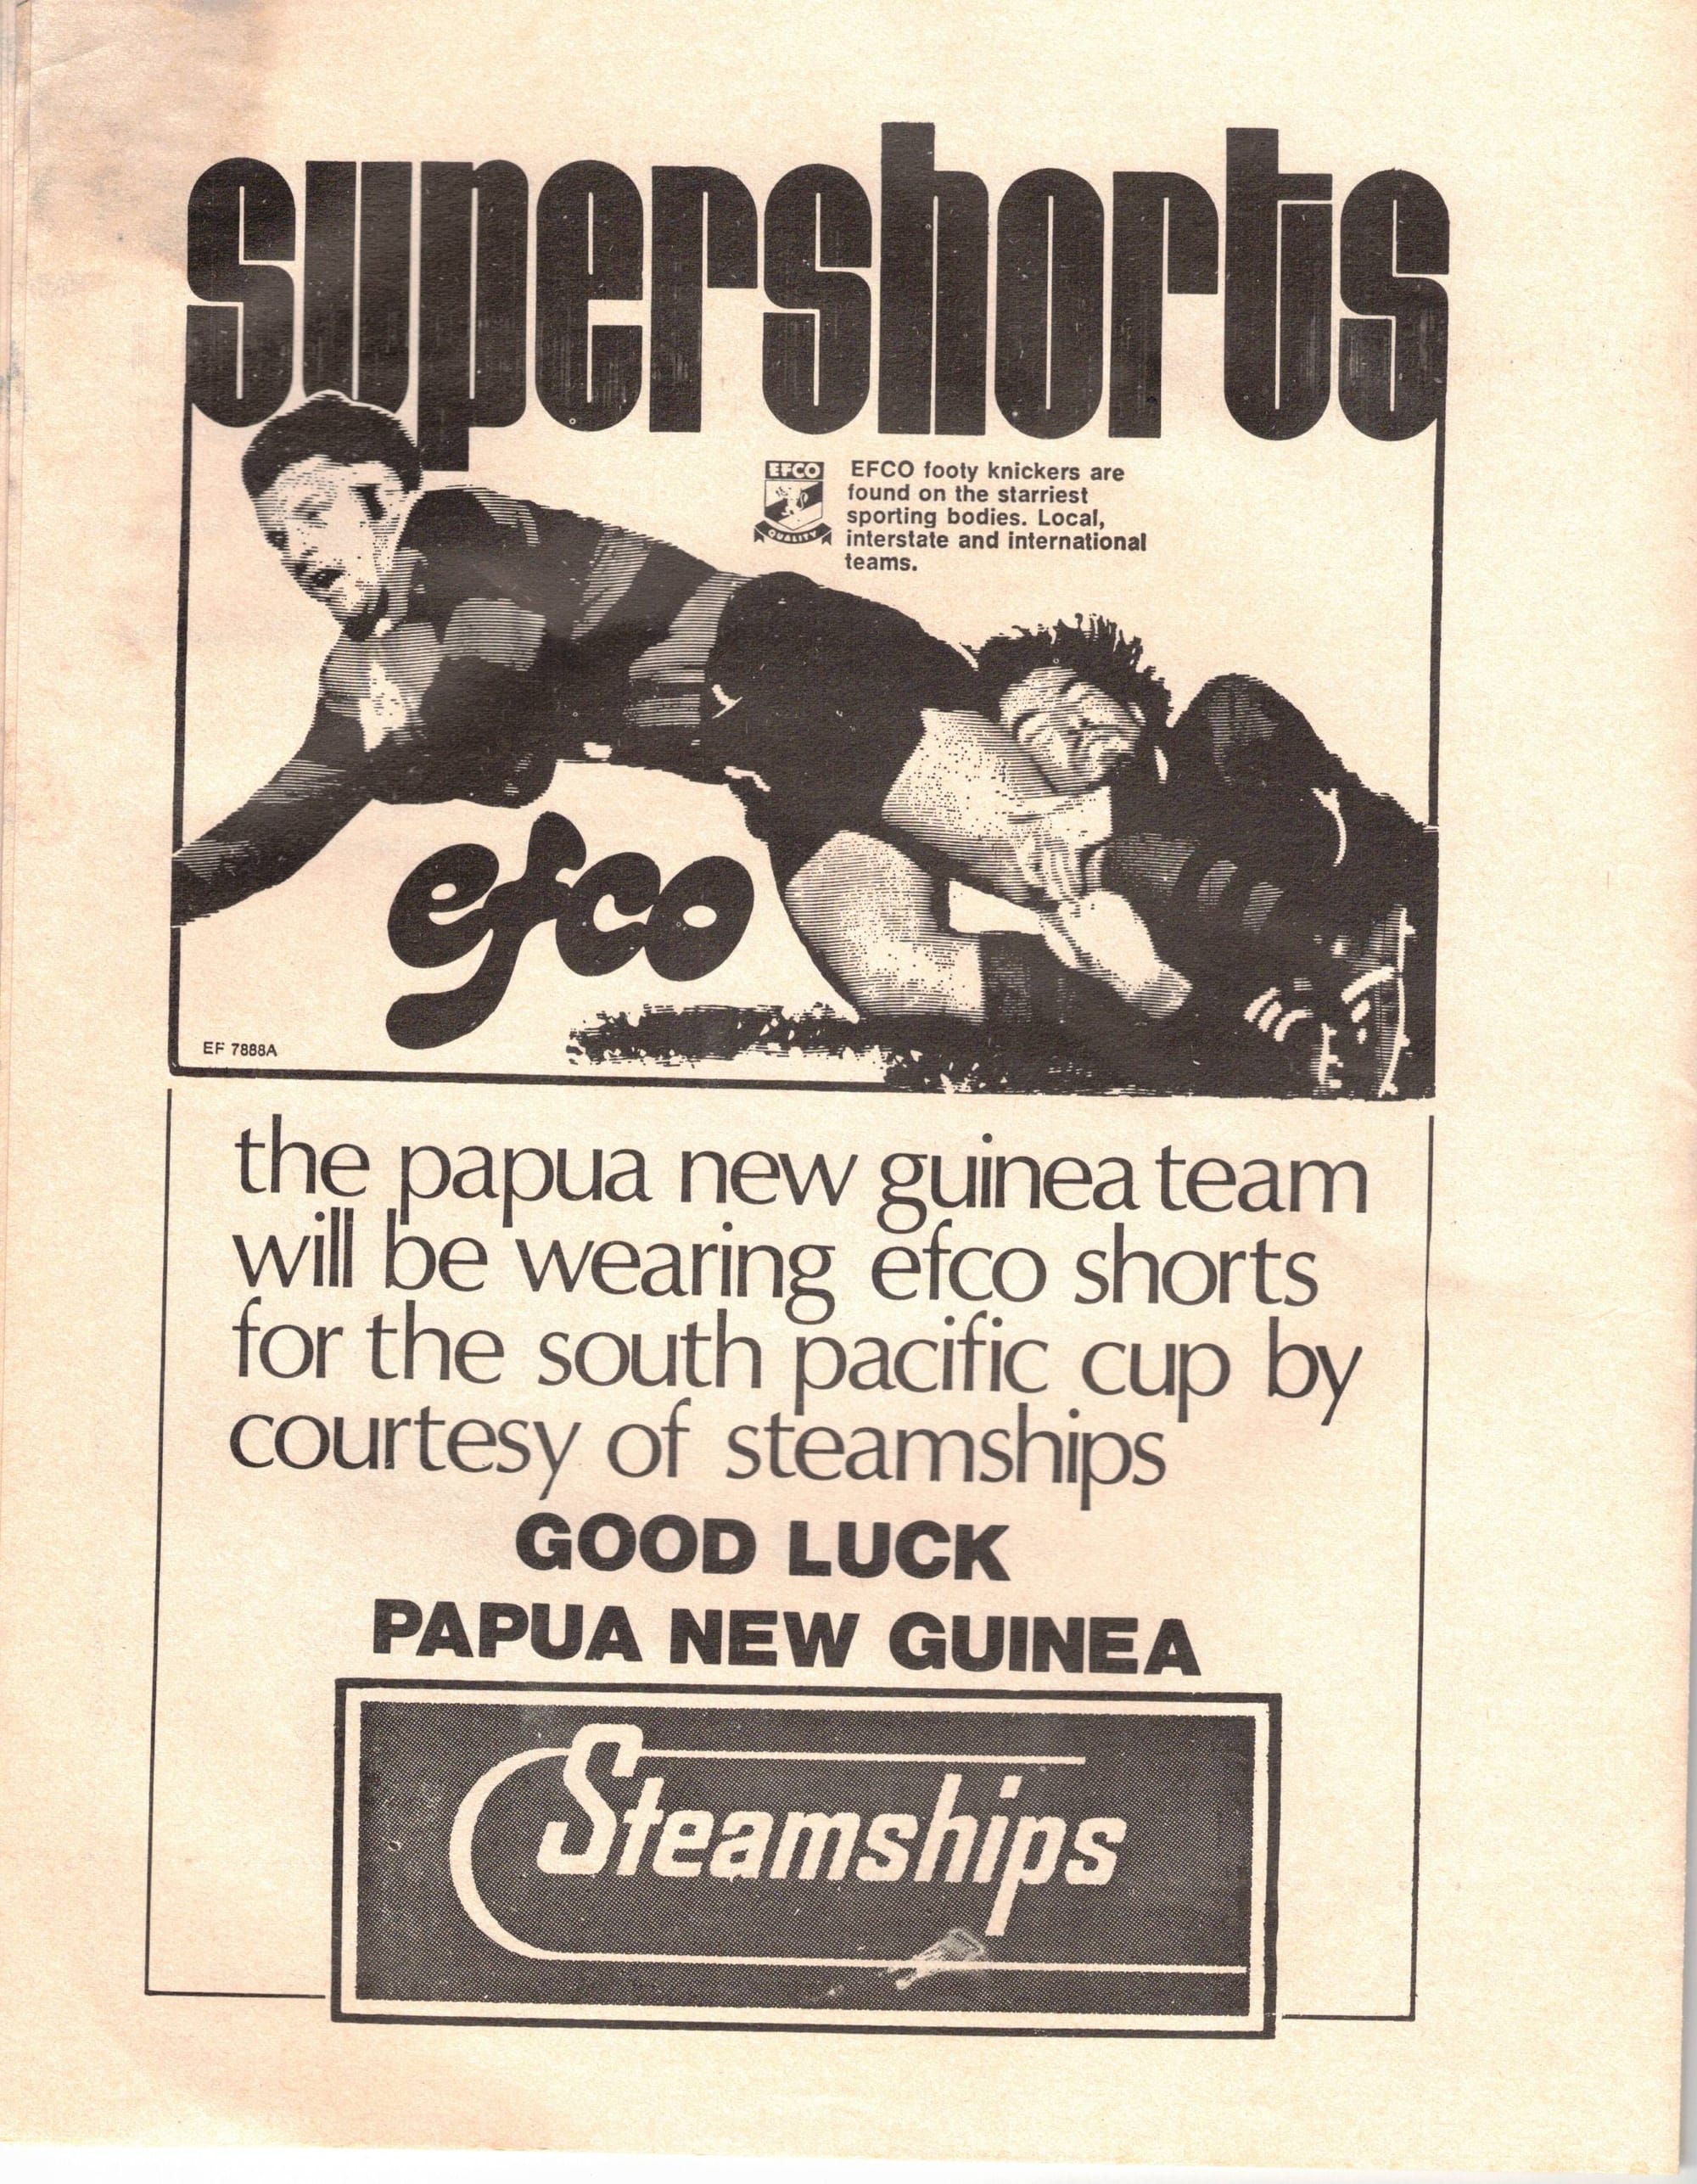 supershorts
EFCO
QUALITY
EFCO footy knickers are
found on the starriest
sporting bodies. Local,
interstate and international
teams.
efco
EF 7888A
the papua new guinea team
will be wearing efco shorts
for the south pacific cup by
courtesy of steamships
GOOD LUCK
PAPUA NEW GUINEA
Steamships